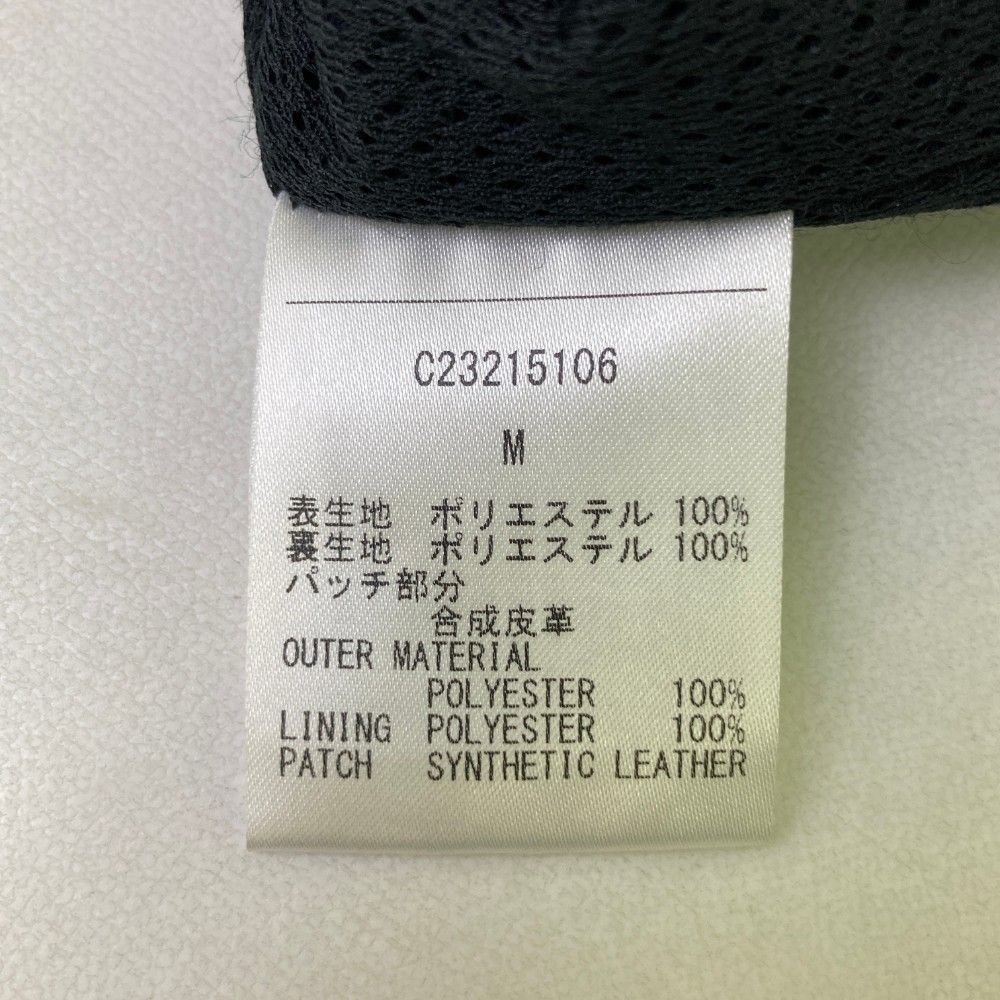 C23215106
M
表生地 ポリエステル 100%
裏生地 ポリエステル 100%
パッチ部分
合成皮革
OUTER MATERIAL
POLYESTER 100%
LINING POLYESTER 100%
PATCH SYNTHETIC LEATHER